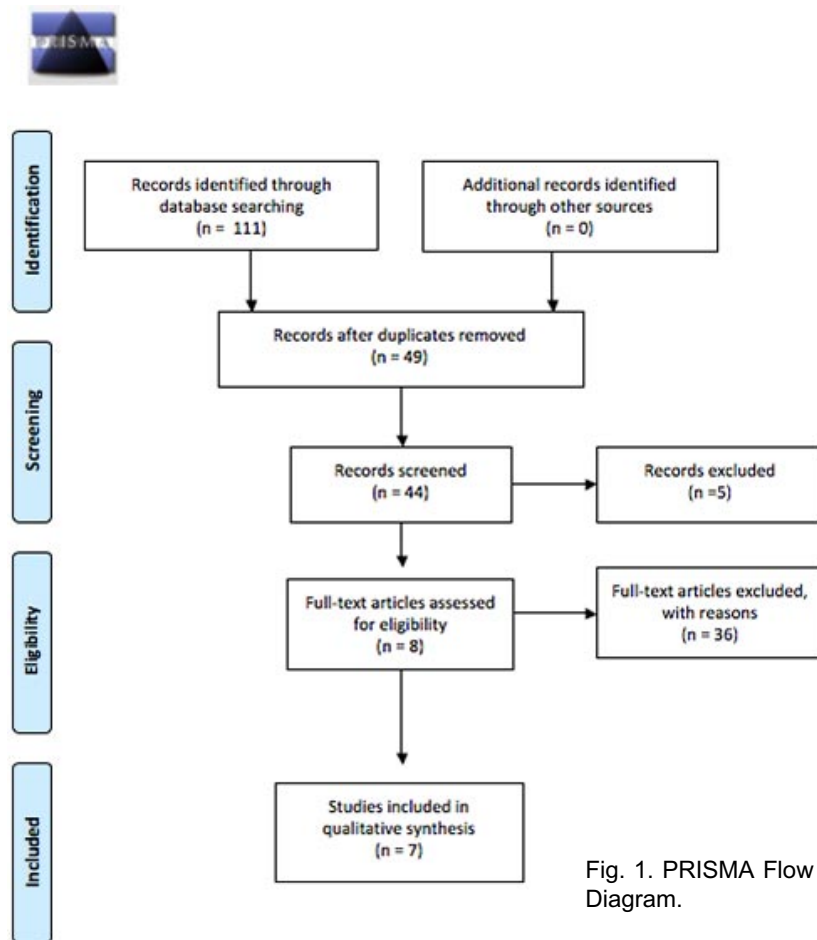 PRISMA
Identification
Records identified through
database searching
(n = 111)
Additional records identified
through other sources
(n = 0)
Records after duplicates removed
(n = 49)
Screening
Records screened
(n = 44)
Records excluded
(n =5)
Eligibility
Full-text articles assessed
for eligibility
(n = 8)
Full-text articles excluded,
with reasons
(n = 36)
Included
Studies included in
qualitative synthesis
(n = 7)
Fig. 1. PRISMA Flow
Diagram.